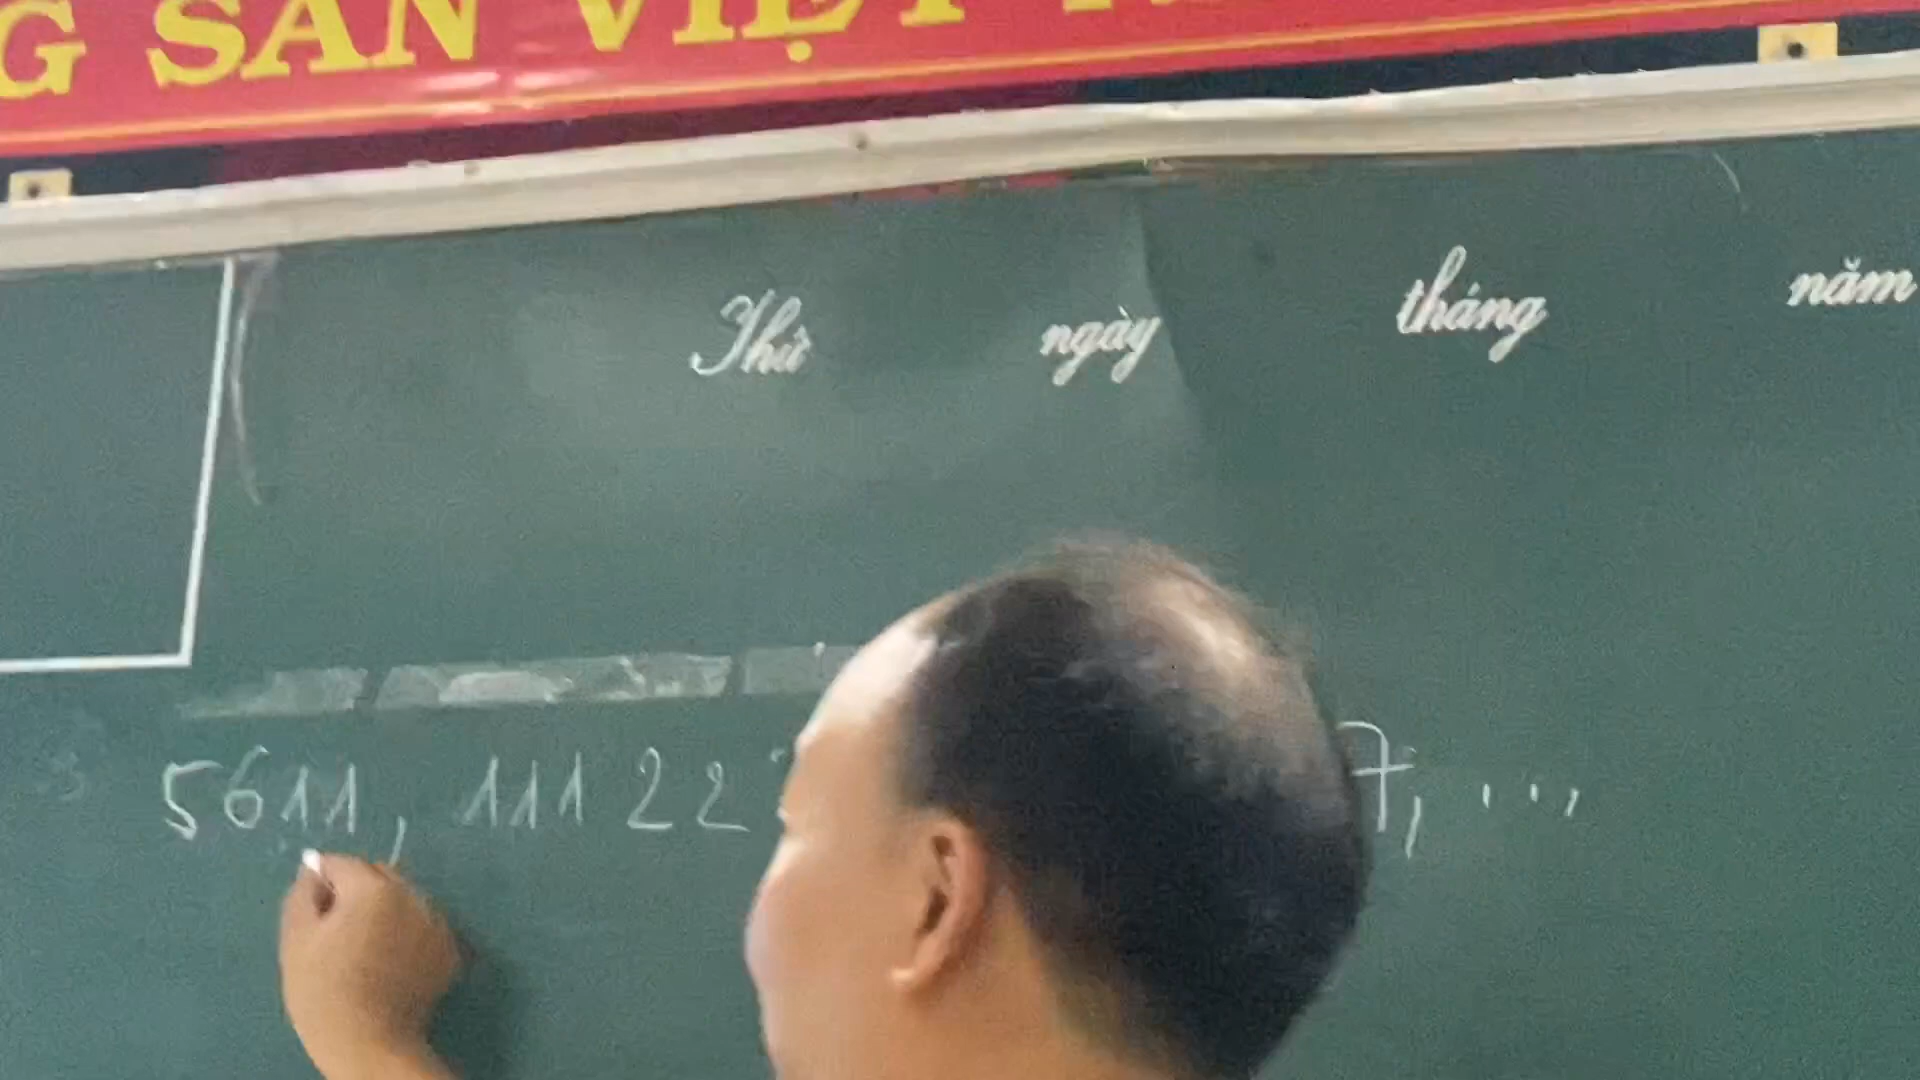 G SẢN VIỆT
Thứ ngày tháng năm
5611, 111 22 7, ...,